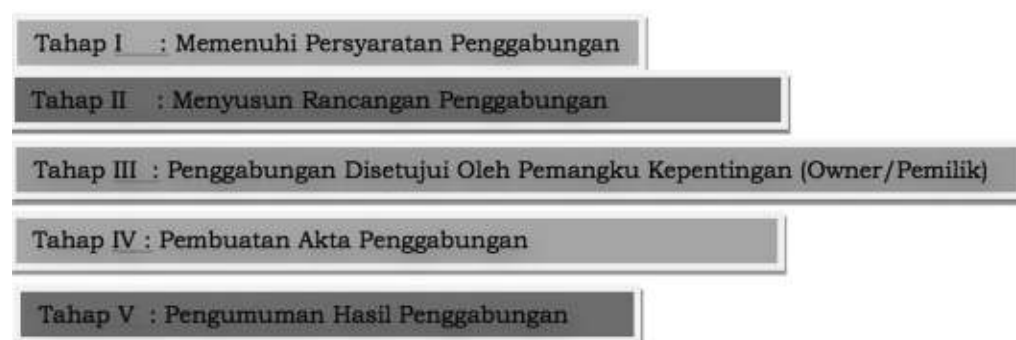 Tahap I : Memenuhi Persyaratan Penggabungan
Tahap II : Menyusun Rancangan Penggabungan
Tahap III : Penggabungan Disetujui Oleh Pemangku Kepentingan (Owner/Pemilik)
Tahap IV : Pembuatan Akta Penggabungan
Tahap V : Pengumuman Hasil Penggabungan